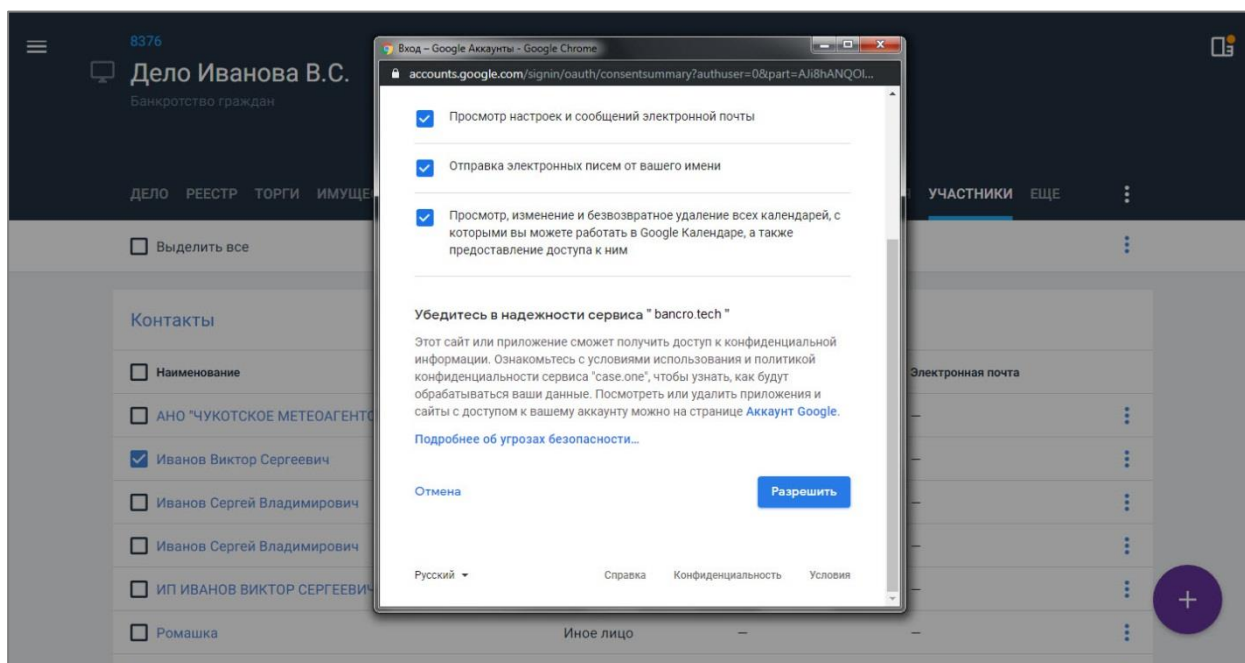 8376
Дело Иванова В.С.
Банкротство граждан
ДЕЛО РЕЕСТР ТОРГИ ИМУЩЕ
УЧАСТНИКИ ЕЩЕ
Выделить все
Контакты
Наименование
Электронная почта
АНО "ЧУКОТСКОЕ МЕТЕОАГЕНТС
–
Иванов Виктор Сергеевич
–
Иванов Сергей Владимирович
–
Иванов Сергей Владимирович
–
ИП ИВАНОВ ВИКТОР СЕРГЕЕВИЧ
–
Ромашка Иное лицо – –
Вход – Google Аккаунты - Google Chrome
accounts.google.com/signin/oauth/consentsummary?authuser=0&part=AJi8hANQOl...
Просмотр настроек и сообщений электронной почты
Отправка электронных писем от вашего имени
Просмотр, изменение и безвозвратное удаление всех календарей, с
которыми вы можете работать в Google Календаре, а также
предоставление доступа к ним
Убедитесь в надежности сервиса " bancro.tech "
Этот сайт или приложение сможет получить доступ к конфиденциальной
информации. Ознакомьтесь с условиями использования и политикой
конфиденциальности сервиса "case.one", чтобы узнать, как будут
обрабатываться ваши данные. Посмотреть или удалить приложения и
сайты с доступом к вашему аккаунту можно на странице Аккаунт Google.
Подробнее об угрозах безопасности...
Отмена
Разрешить
Русский
Справка Конфиденциальность Условия